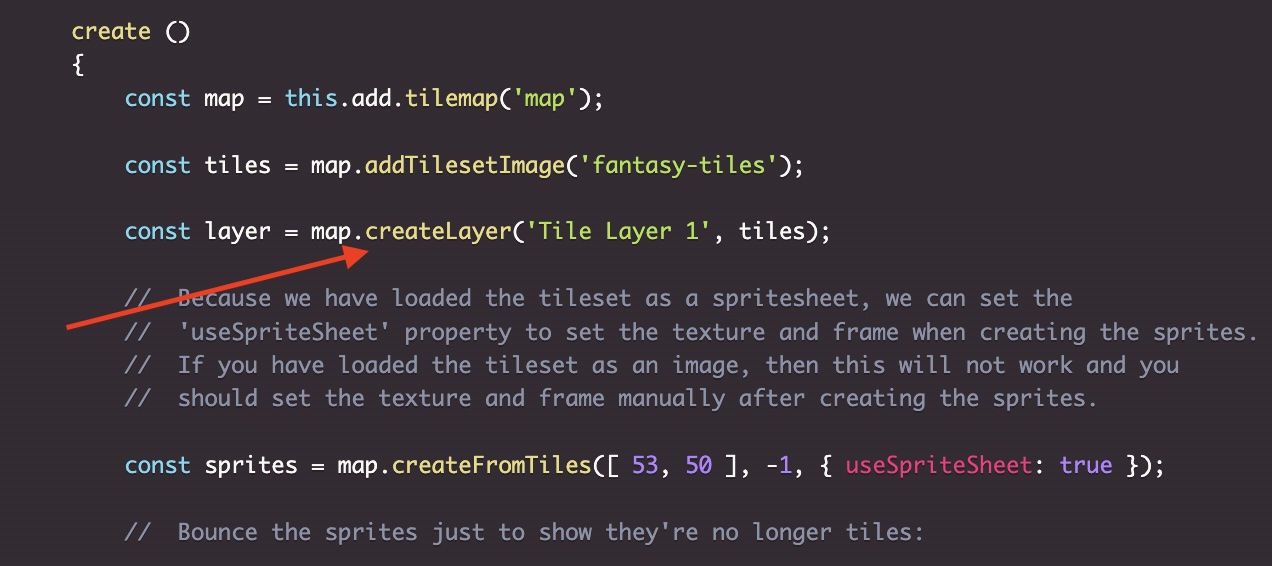 create ()
{
const map = this.add.tilemap('map');
const tiles = map.addTilesetImage('fantasy-tiles');
const layer = map.createLayer('Tile Layer 1', tiles);
//  Because we have loaded the tileset as a spritesheet, we can set the
//  'useSpriteSheet' property to set the texture and frame when creating the sprites.
//  If you have loaded the tileset as an image, then this will not work and you
//  should set the texture and frame manually after creating the sprites.
const sprites = map.createFromTiles([ 53, 50 ], -1, { useSpriteSheet: true });
//  Bounce the sprites just to show they're no longer tiles: